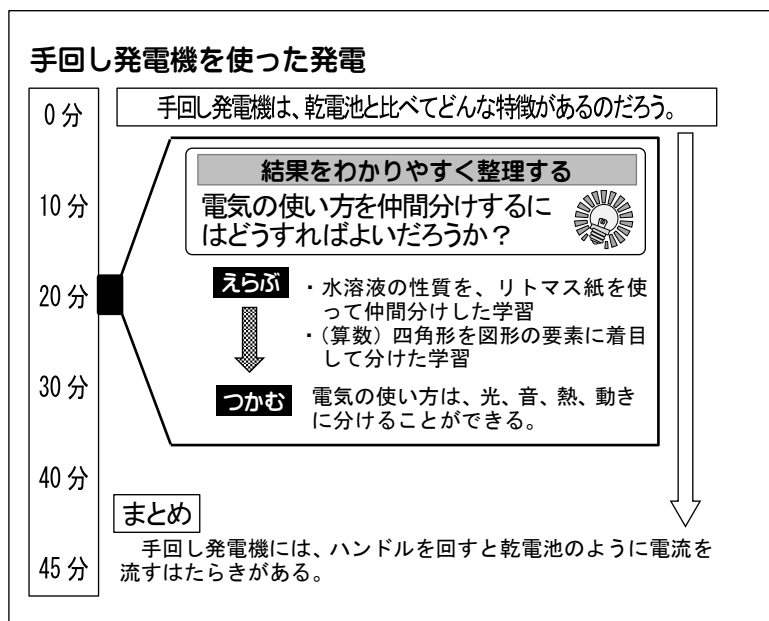 手回し発電機を使った発電
0分
手回し発電機は、乾電池と比べてどんな特徴があるのだろう。
結果をわかりやすく整理する
10分
電気の使い方を仲間分けするに
はどうすればよいだろうか？
20分
えらぶ
・水溶液の性質を、リトマス紙を使
って仲間分けした学習
・(算数）四角形を図形の要素に着目
して分けた学習
30分
つかむ
電気の使い方は、光、音、熱、動き
に分けることができる。
40分
まとめ
手回し発電機には、ハンドルを回すと乾電池のように電流を
45分
流すはたらきがある。